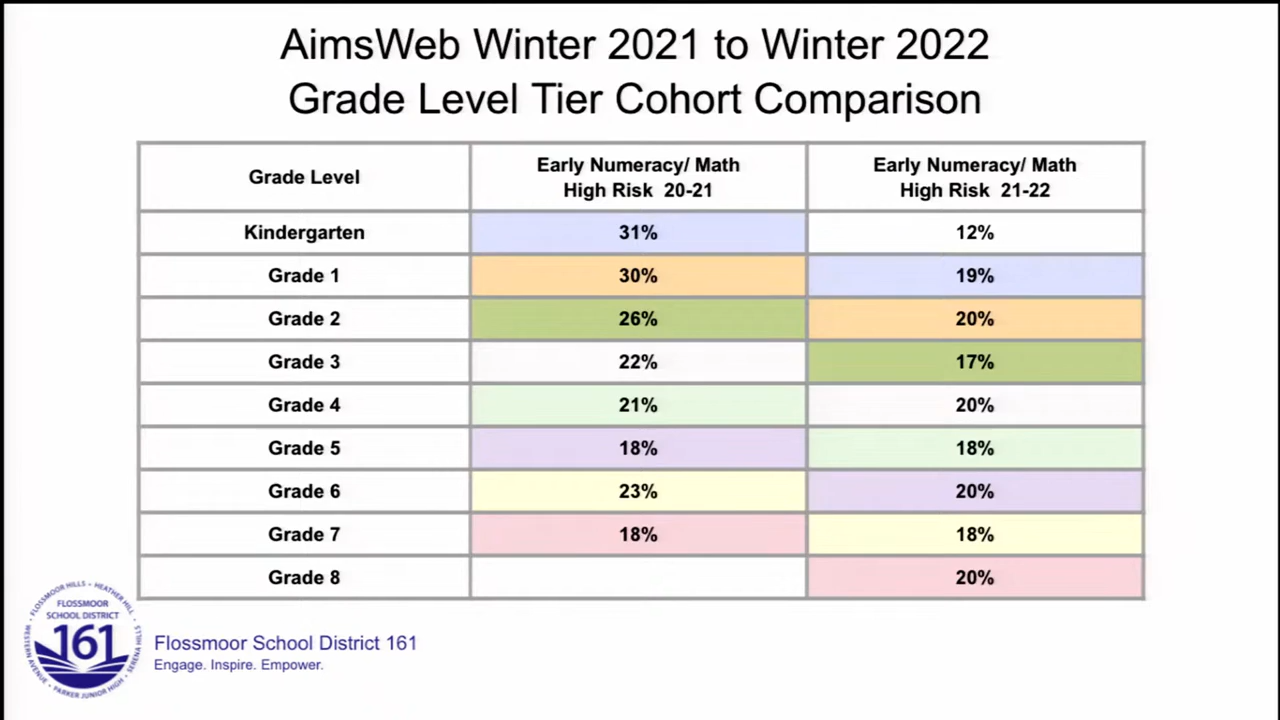 AimsWeb Winter 2021 to Winter 2022
Grade Level Tier Cohort Comparison
Grade Level
Early Numeracy/ Math
High Risk 20-21
Early Numeracy/ Math
High Risk 21-22
Kindergarten 31% 12%
Grade 1 30% 19%
Grade 2 26% 20%
Grade 3 22% 17%
Grade 4 21% 20%
Grade 5 18% 18%
Grade 6 23% 20%
Grade 7 18% 18%
Grade 8 20%
FLOSSMOOR HILLS • HEATHER HILL • SERENA HILLS • PARKER JUNIOR HIGH • WESTERN AVENUE •
FLOSSMOOR
SCHOOL DISTRICT
161
Flossmoor School District 161
Engage. Inspire. Empower.